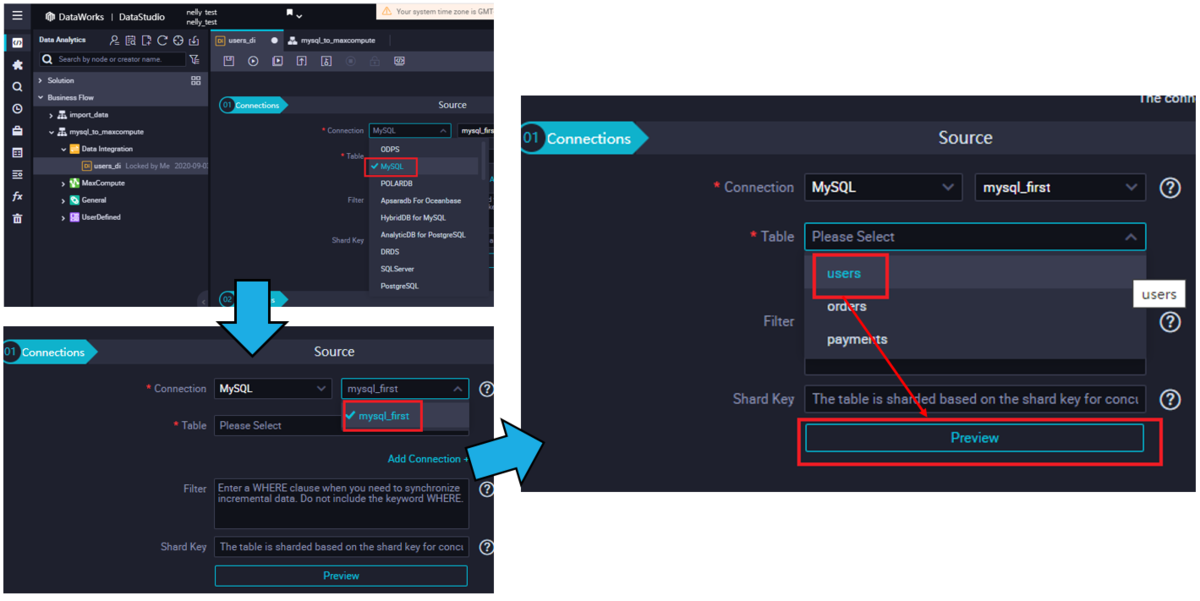 DataWorks | DataStudio
nelly test
nelly_test
Your system time zone is GMT
Data Analytics
users_di
mysql_to_maxcompute
Search by node or creator name.
Solution
Business Flow
import_data
mysql_to_maxcompute
Data Integration
Di users_di Locked by Me 2020-09-0
MaxCompute
General
UserDefined
fx
01 Connections
Source
* Connection
MySQL
mysql_firs
* Table
ODPS
MySQL
POLARDB
Apsaradb For Oceanbase
HybridDB for MySQL
AnalyticDB for PostgreSQL
DRDS
SQLServer
PostgreSQL
Filter
Shard Key
02
01 Connections
Source
* Connection
MySQL
mysql_first
mysql_first
* Table
Please Select
Add Connection +
Filter
Enter a WHERE clause when you need to synchronize
incremental data. Do not include the keyword WHERE.
Shard Key
The table is sharded based on the shard key for concu
Preview
The conn
01 Connections
Source
* Connection
MySQL
mysql_first
* Table
Please Select
users
orders
payments
users
Filter
Shard Key
The table is sharded based on the shard key for concu
Preview